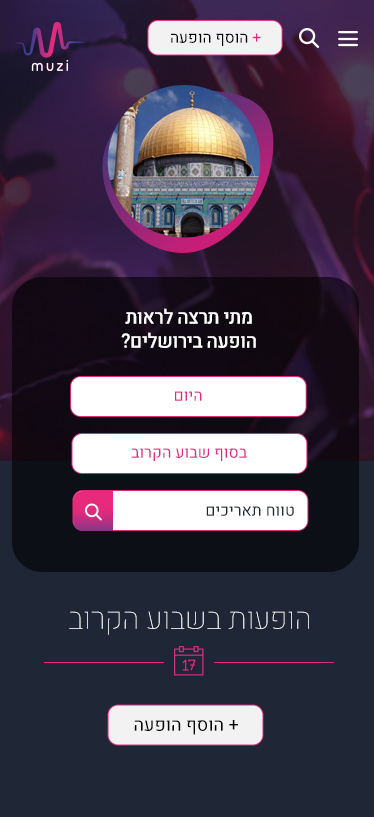 muzi
+ הוסף הופעה
מתי תרצה לראות
הופעה בירושלים?
היום
בסוף שבוע הקרוב
טווח תאריכים
הופעות בשבוע הקרוב
17
+ הוסף הופעה